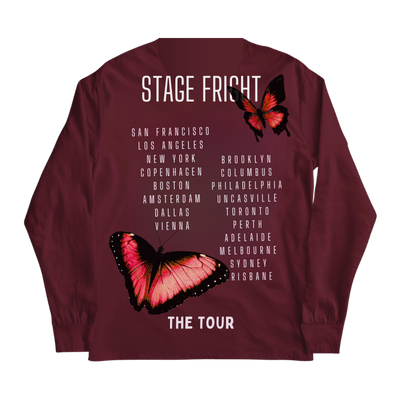 STAGE FRIGHT
SAN FRANCISCO
LOS ANGELES
NEW YORK
COPENHAGEN
BOSTON
AMSTERDAM
DALLAS
VIENNA
BROOKLYN
COLUMBUS
PHILADELPHIA
UNCASVILLE
TORONTO
PERTH
ADELAIDE
MELBOURNE
SYDNEY
BRISBANE
THE TOUR